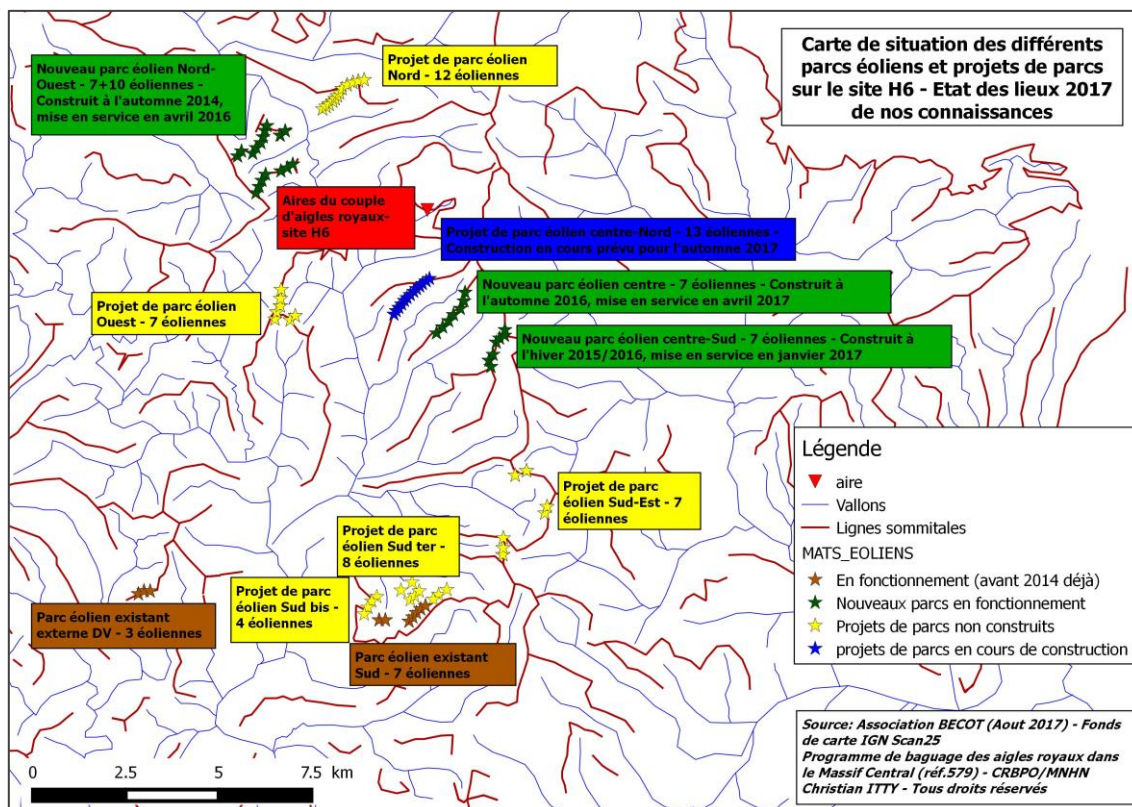 Carte de situation des différents
parcs éoliens et projets de parcs
sur le site H6 - Etat des lieux 2017
de nos connaissances
Nouveau parc éolien Nord-
Ouest - 7+10 éoliennes -
Construit à l'automne 2014,
mise en service en avril 2016
Projet de parc éolien
Nord - 12 éoliennes
Aires du couple
d'aigles royaux-
site H6
Projet de parc éolien centre-Nord - 13 éoliennes -
Construction en cours prévu pour l'automne 2017
Nouveau parc éolien centre - 7 éoliennes - Construit à
l'automne 2016, mise en service en avril 2017
Projet de parc éolien
Ouest - 7 éoliennes
Nouveau parc éolien centre-Sud - 7 éoliennes - Construit à
l'hiver 2015/2016, mise en service en janvier 2017
Projet de parc
éolien Sud-Est - 7
éoliennes
Projet de parc
éolien Sud ter -
8 éoliennes
Projet de parc
éolien Sud bis -
4 éoliennes
Parc éolien existant
externe DV - 3 éoliennes
Parc éolien existant
Sud - 7 éoliennes
Légende
aire
Vallons
Lignes sommitales
MATS_EOLIENS
En fonctionnement (avant 2014 déjà)
Nouveaux parcs en fonctionnement
Projets de parcs non construits
projets de parcs en cours de construction
Source: Association BECOT (Aout 2017) - Fonds
de carte IGN Scan25
Programme de baguage des aigles royaux dans
le Massif Central (réf.579) - CRBPO/MNHN
Christian ITTY - Tous droits réservés
0 2.5 5 7.5 km